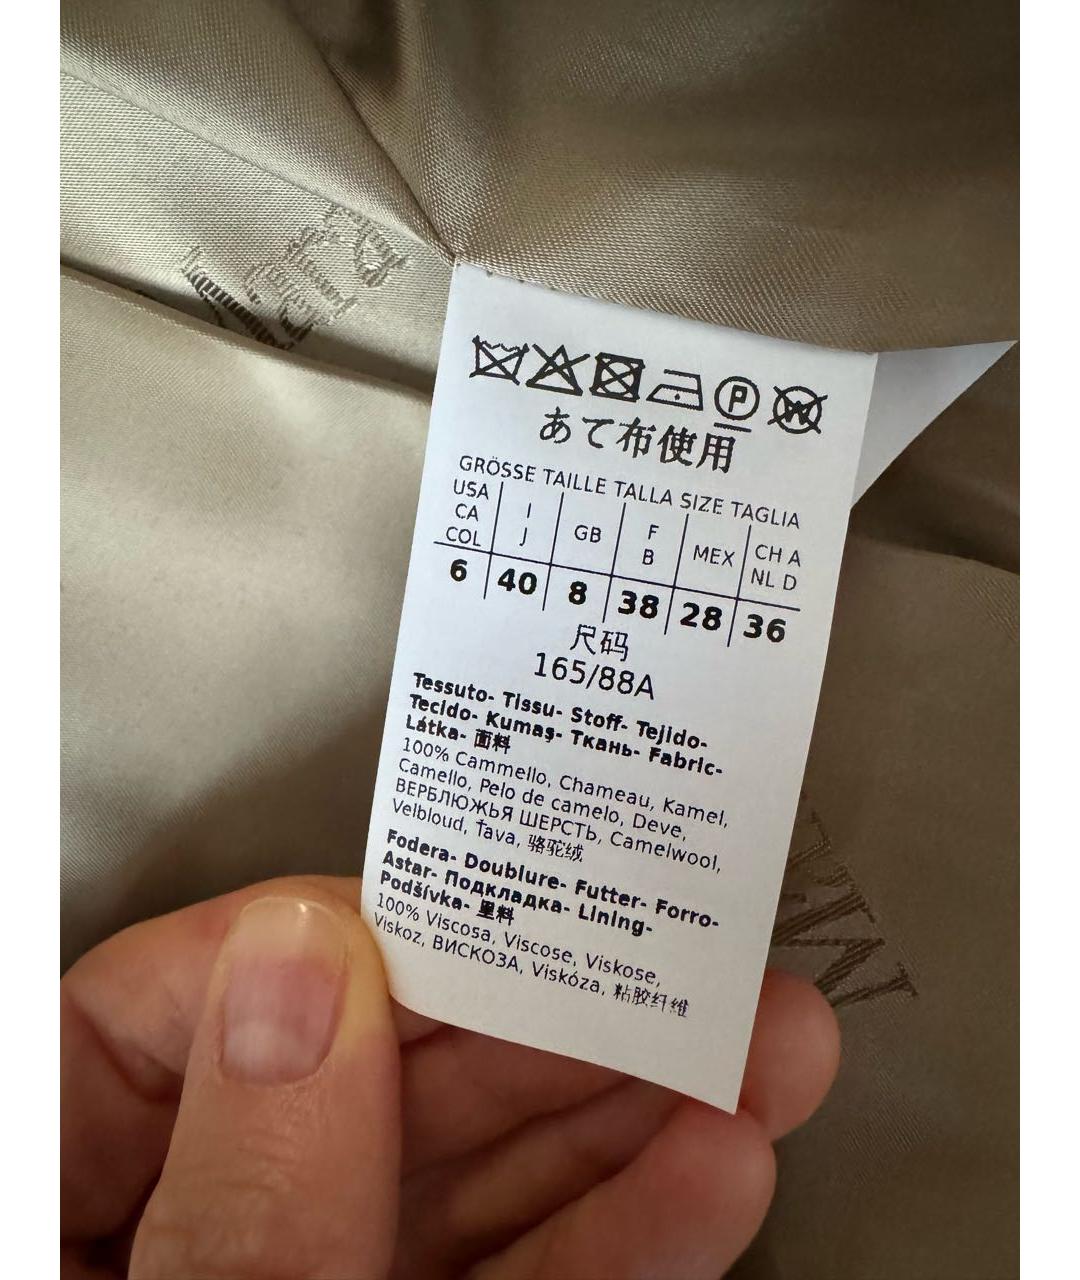 P W
あて布使用
GRÖSSE TAILLE TALLA SIZE TAGLIA
USA CA COL | I J | GB | F B | MEX | CH A NL D
6 | 40 | 8 | 38 | 28 | 36
尺码
165/88A
Tessuto- Tissu- Stoff- Tejido-
Tecido- Kumaş- Ткань- Fabric-
Látka- 面料
100% Cammello, Chameau, Kamel,
Camello, Pelo de camelo, Deve,
ВЕРБЛЮЖЬЯ ШЕРСТЬ, Camelwool,
Velbloud, Ťava, 骆驼绒
Fodera- Doublure- Futter- Forro-
Astar- Подкладка- Lining-
Podšívka- 里料
100% Viscosa, Viscose, Viskose,
Viskoz, ВИСКОЗА, Viskóza, 粘胶纤维